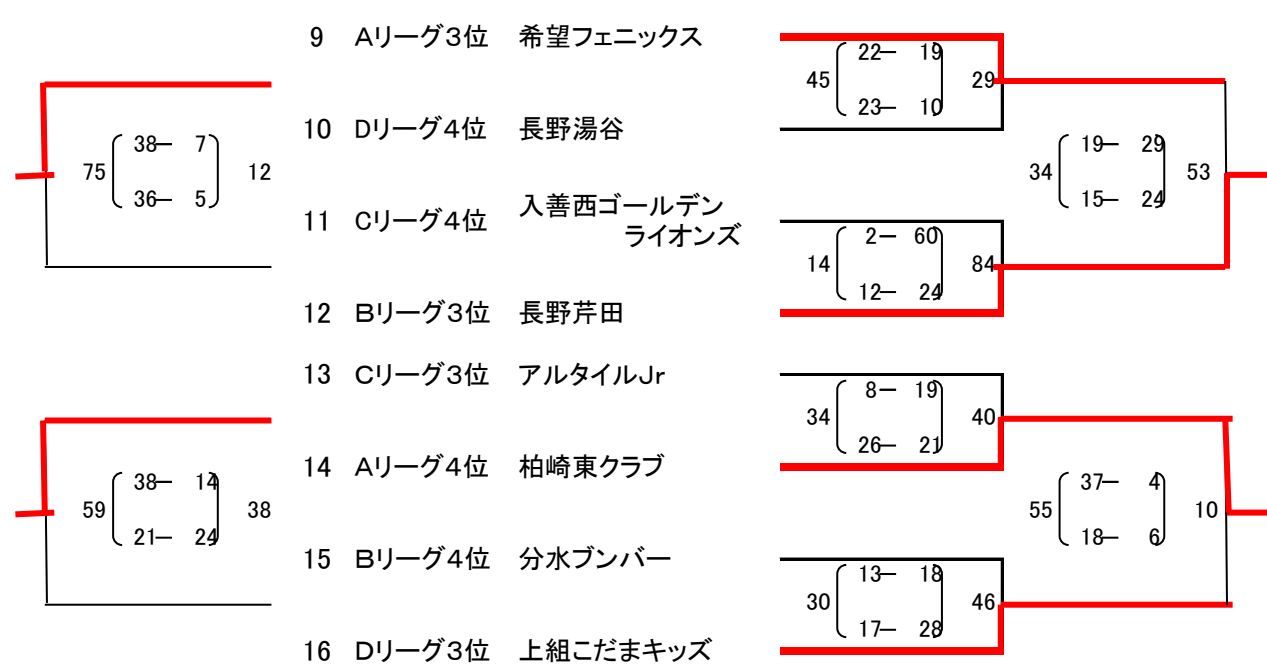 9 Aリーグ3位 希望フェニックス
22― 19
45 29
23― 10
10 Dリーグ4位 長野湯谷
38― 7
75 12
36― 5
19― 29
34 53
15― 24
11 Cリーグ4位 入善西ゴールデン
ライオンズ
2― 60
14 84
12― 24
12 Bリーグ3位 長野芹田
13 Cリーグ3位 アルタイルJr
8― 19
34 40
26― 21
14 Aリーグ4位 柏崎東クラブ
38― 14
59 38
21― 24
37― 4
55 10
18― 6
15 Bリーグ4位 分水ブンバー
13― 18
30 46
17― 28
16 Dリーグ3位 上組こだまキッズ